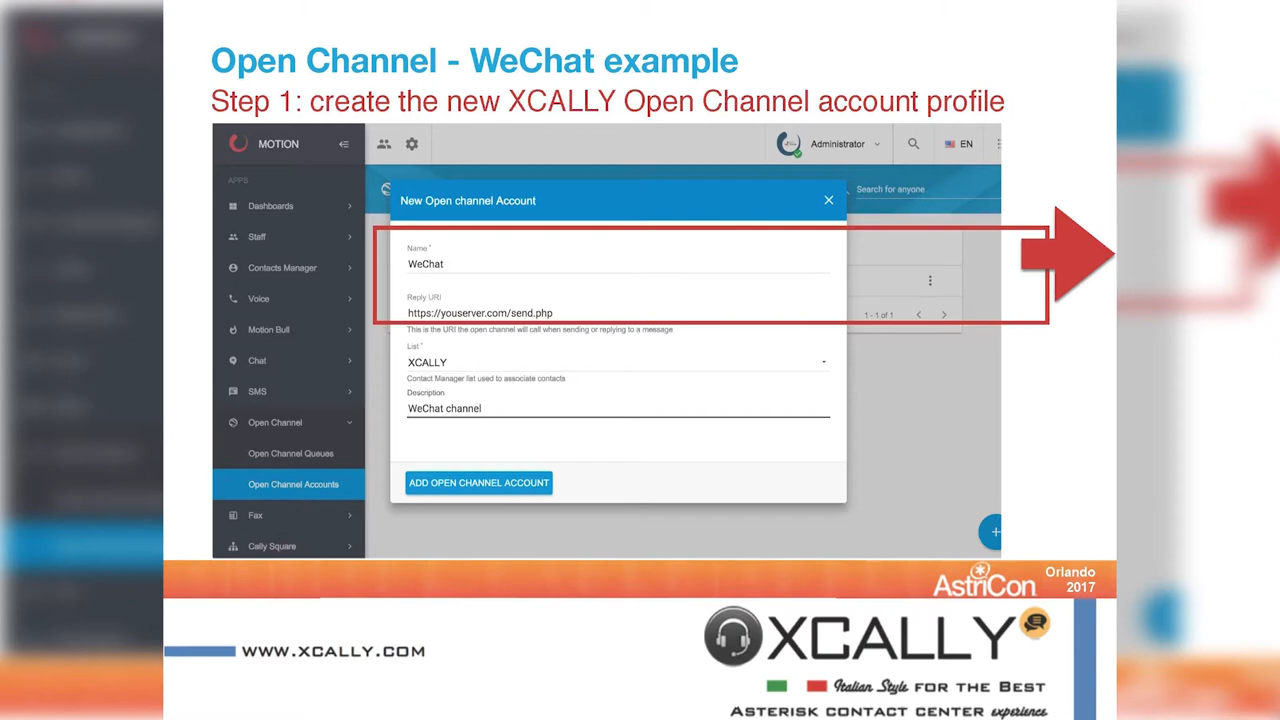 Open Channel - WeChat example
Step 1: create the new XCALLY Open Channel account profile
MOTION
Administrator
EN
APPS
Dashboards
Staff
Contacts Manager
Voice
Motion Bull
Chat
SMS
Open Channel
Open Channel Queues
Open Channel Accounts
Fax
Cally Square
Search for anyone
New Open channel Account
Name *
WeChat
Reply URI
https://youserver.com/send.php
This is the URI the open channel will call when sending or replying to a message
List *
XCALLY
Contact Manager list used to associate contacts
Description
WeChat channel
ADD OPEN CHANNEL ACCOUNT
1 - 1 of 1
AstriCon
Orlando
2017
WWW.XCALLY.COM
XCALLY
Italian Style FOR THE BEST
ASTERISK CONTACT CENTER experience